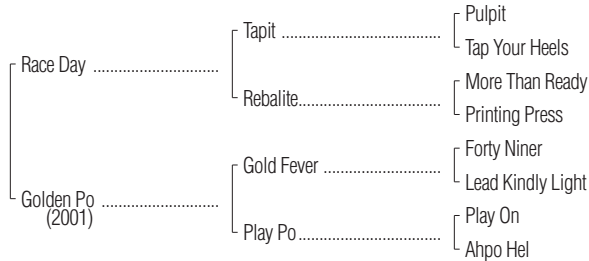 Pulpit
Tapit ................................
Tap Your Heels
Race Day .........................
More Than Ready
Rebalite............................
Printing Press
Forty Niner
Gold Fever ........................
Lead Kindly Light
Golden Po .......................
(2001)
Play On
Play Po.............................
Ahpo Hel